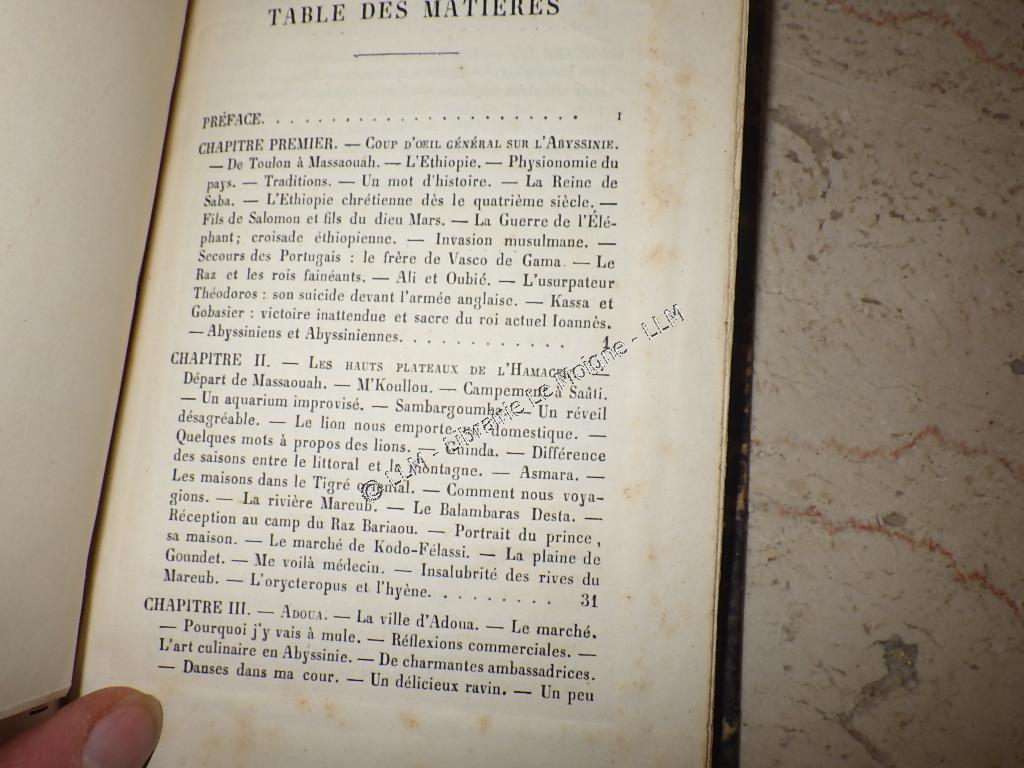 TABLE DES MATIÈRES
PRÉFACE. . . . . . . . . . . . . . . . . . . . . . . . I
CHAPITRE PREMIER. — COUP D'ŒIL GÉNÉRAL SUR L'ABYSSINIE.
— De Toulon à Massaouah. — L'Ethiopie. — Physionomie du
pays. — Traditions. — Un mot d'histoire. — La Reine de
Saba. — L'Ethiopie chrétienne dès le quatrième siècle. —
Fils de Salomon et fils du dieu Mars. — La Guerre de l'Élé-
phant; croisade éthiopienne. — Invasion musulmane. —
Secours des Portugais : le frère de Vasco de Gama. — Le
Raz et les rois fainéants. — Ali et Oubié. — L'usurpateur
Théodoros : son suicide devant l'armée anglaise. — Kassa et
Gobasier : victoire inattendue et sacre du roi actuel Ioannès.
— Abyssiniens et Abyssiniennes. . . . . . . . . . . . . 1
CHAPITRE II. — LES HAUTS PLATEAUX DE L' —
Départ de Massaouah. — M'Koullou. — Campement à Saâti.
— Un aquarium improvisé. — — Un réveil
désagréable. — Le lion nous emporte domestique. —
Quelques mots à propos des lions. — Guinda. — Différence
des saisons entre le littoral et la montagne. — Asmara. —
Les maisons dans le Tigré oriental. — Comment nous voya-
gions. — La rivière Mareub. — Le Balambaras Desta. —
Réception au camp du Raz Bariaou. — Portrait du prince,
sa maison. — Le marché de Kodo-Félassi. — La plaine de
Goundet. — Me voilà médecin. — Insalubrité des rives du
Mareub. — L'orycteropus et l'hyène. . . . . . . . . . 31
CHAPITRE III. — ADOUA. — La ville d'Adoua. — Le marché.
— Pourquoi j'y vais à mule. — Réflexions commerciales. —
L'art culinaire en Abyssinie. — De charmantes ambassadrices.
— Danses dans ma cour. — Un délicieux ravin. — Un peu
© LLM - Librairie Le Moigne - LLM